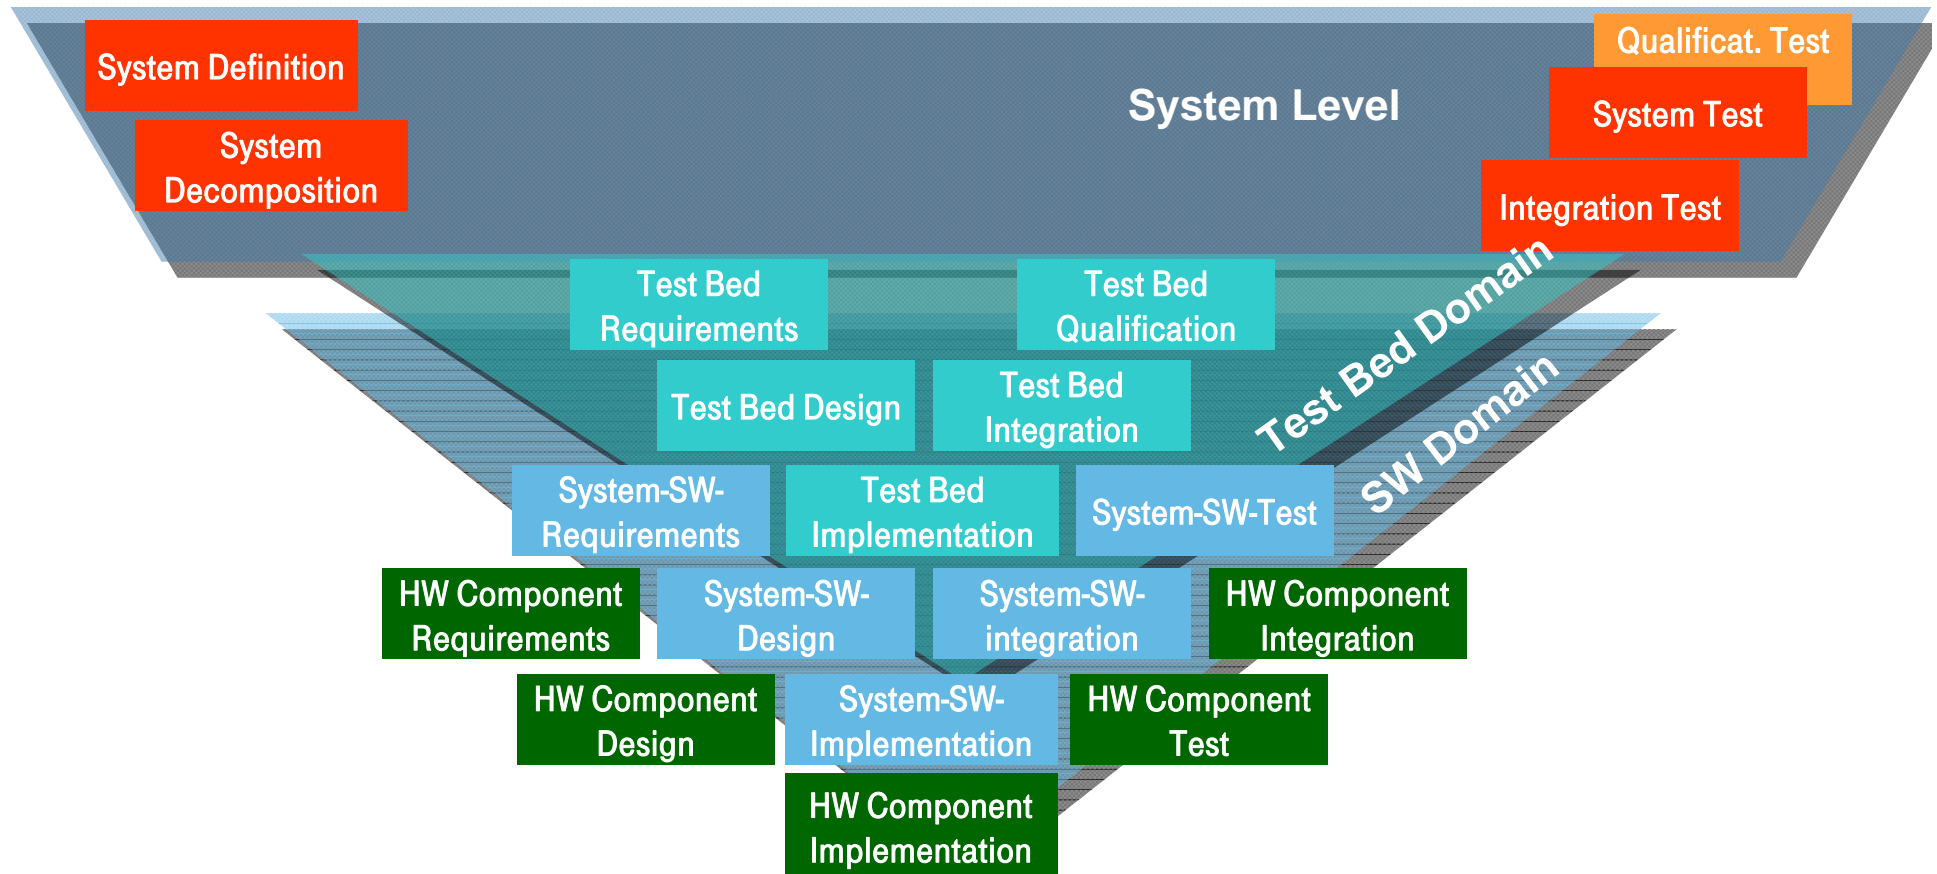 System Definition
System
Decomposition
System Level
Qualificat. Test
System Test
Integration Test
Test Bed
Requirements
Test Bed
Qualification
Test Bed Design
Test Bed
Integration
Test Bed Domain
SW Domain
System-SW-
Requirements
Test Bed
Implementation
System-SW-Test
HW Component
Requirements
System-SW-
Design
System-SW-
integration
HW Component
Integration
HW Component
Design
System-SW-
Implementation
HW Component
Test
HW Component
Implementation